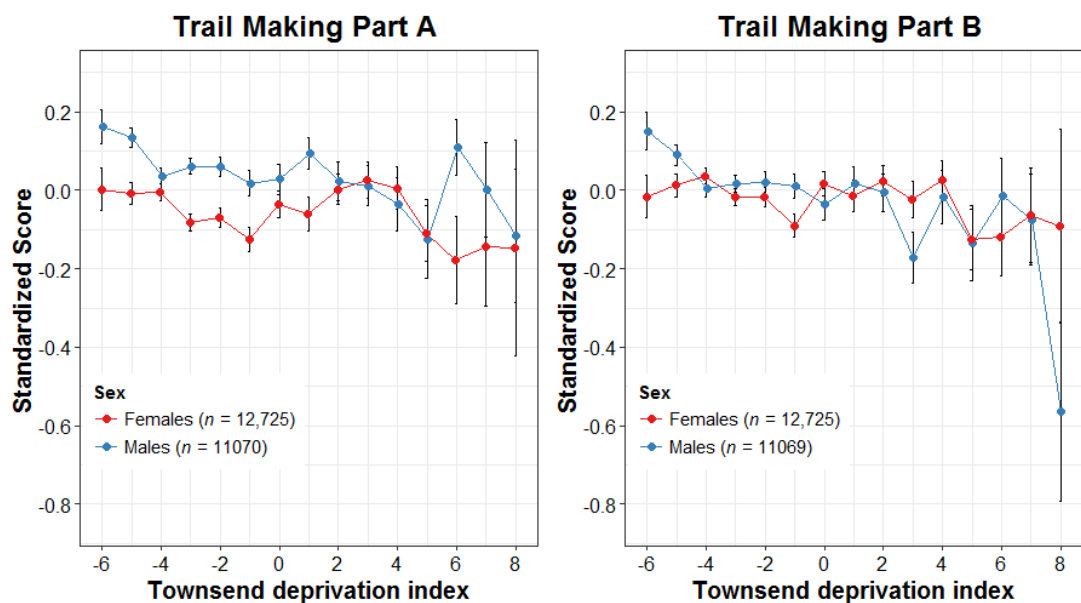 Trail Making Part A
Standardized Score
0.2
0.0
-0.2
-0.4
-0.6
-0.8
Sex
Females (n = 12,725)
Males (n = 11070)
-6 -4 -2 0 2 4 6 8
Townsend deprivation index
Trail Making Part B
Standardized Score
0.2
0.0
-0.2
-0.4
-0.6
-0.8
Sex
Females (n = 12,725)
Males (n = 11069)
-6 -4 -2 0 2 4 6 8
Townsend deprivation index